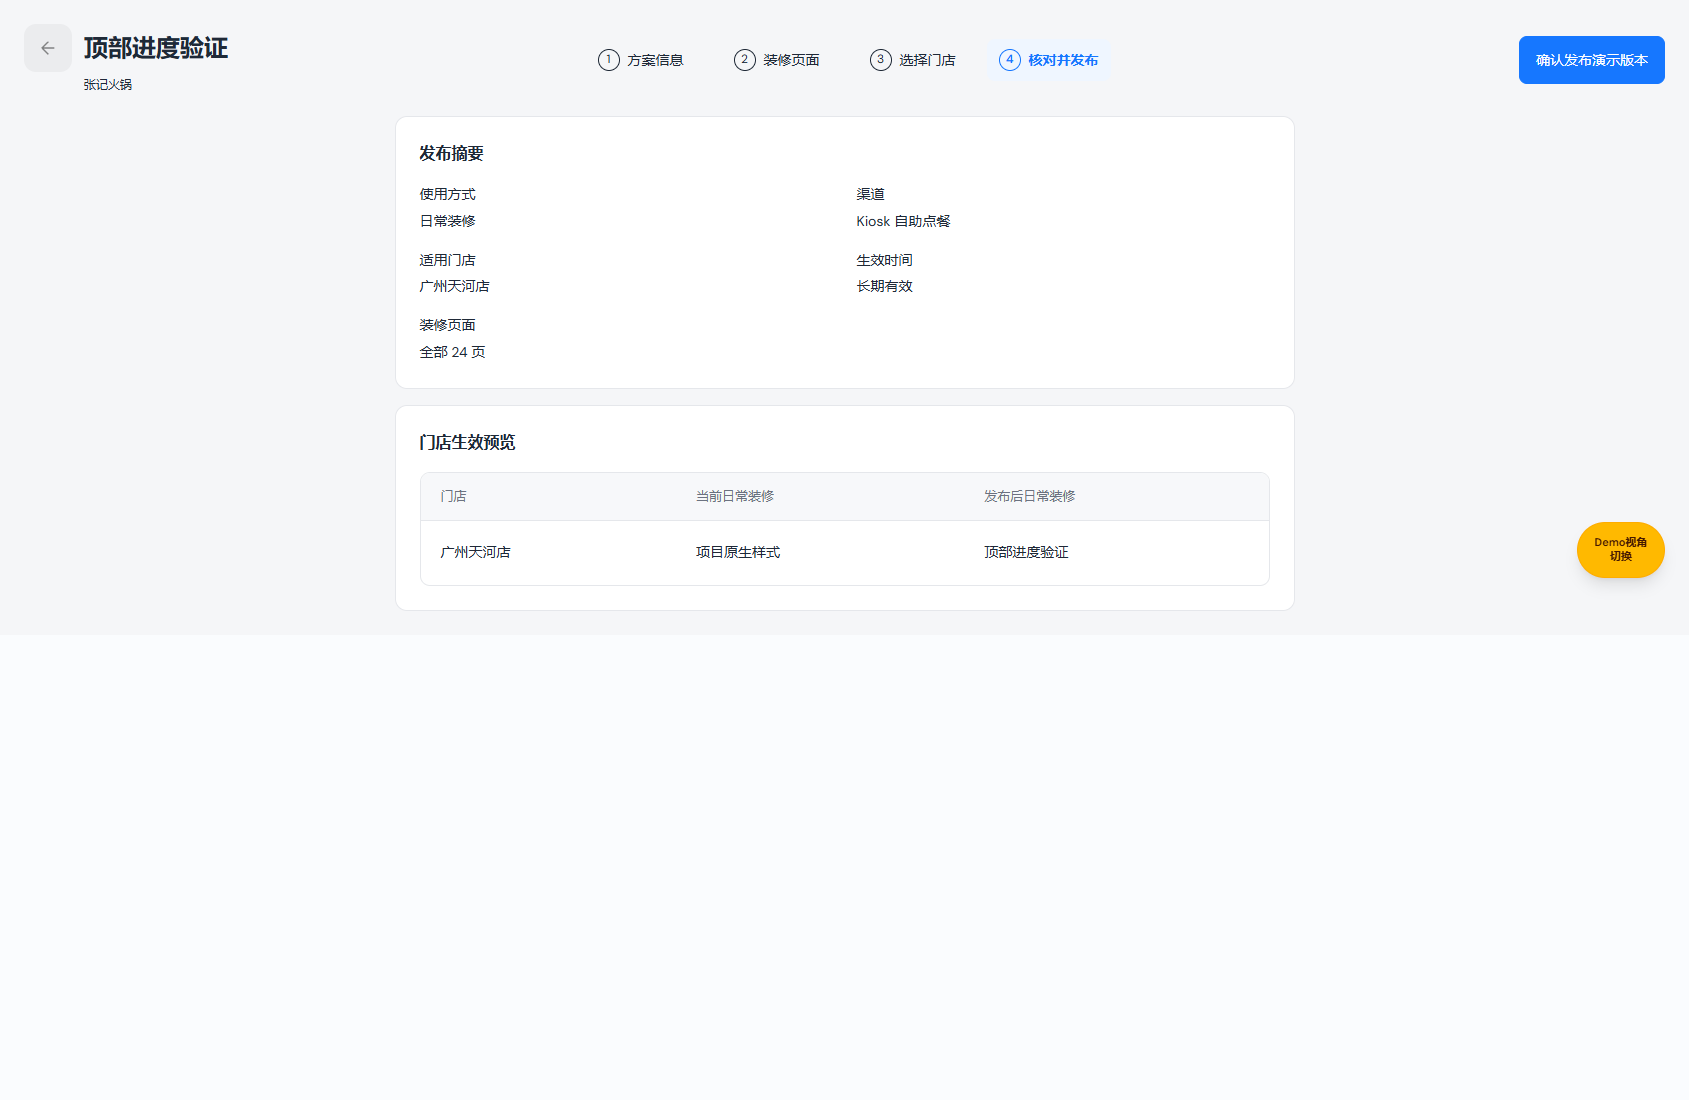 顶部进度验证
张记火锅
1 方案信息
2 装修页面
3 选择门店
4 核对并发布
确认发布演示版本
发布摘要
使用方式
日常装修
渠道
Kiosk 自助点餐
适用门店
广州天河店
生效时间
长期有效
装修页面
全部 24 页
门店生效预览
门店 当前日常装修 发布后日常装修
广州天河店 项目原生样式 顶部进度验证
Demo视角
切换